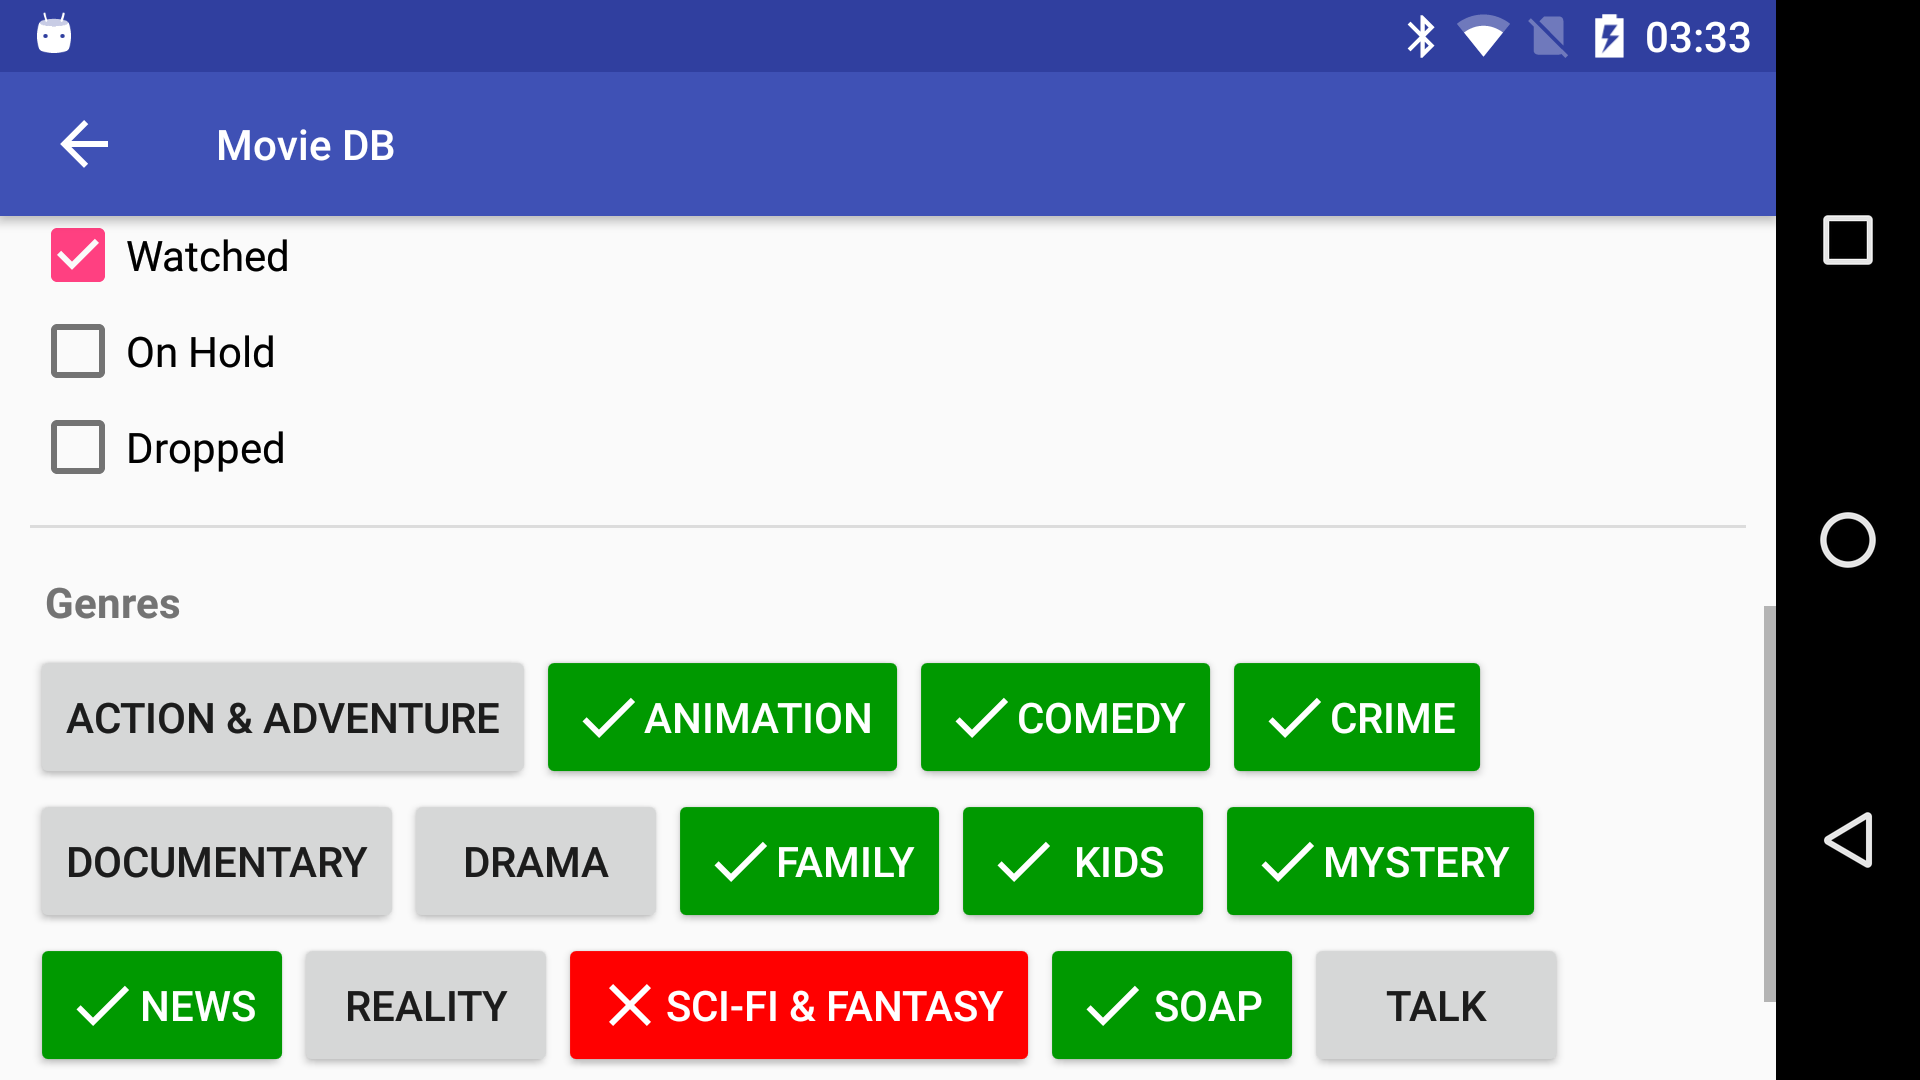 03:33
Movie DB
Watched
On Hold
Dropped
Genres
ACTION & ADVENTURE ANIMATION COMEDY CRIME
DOCUMENTARY DRAMA FAMILY KIDS MYSTERY
NEWS REALITY SCI-FI & FANTASY SOAP TALK